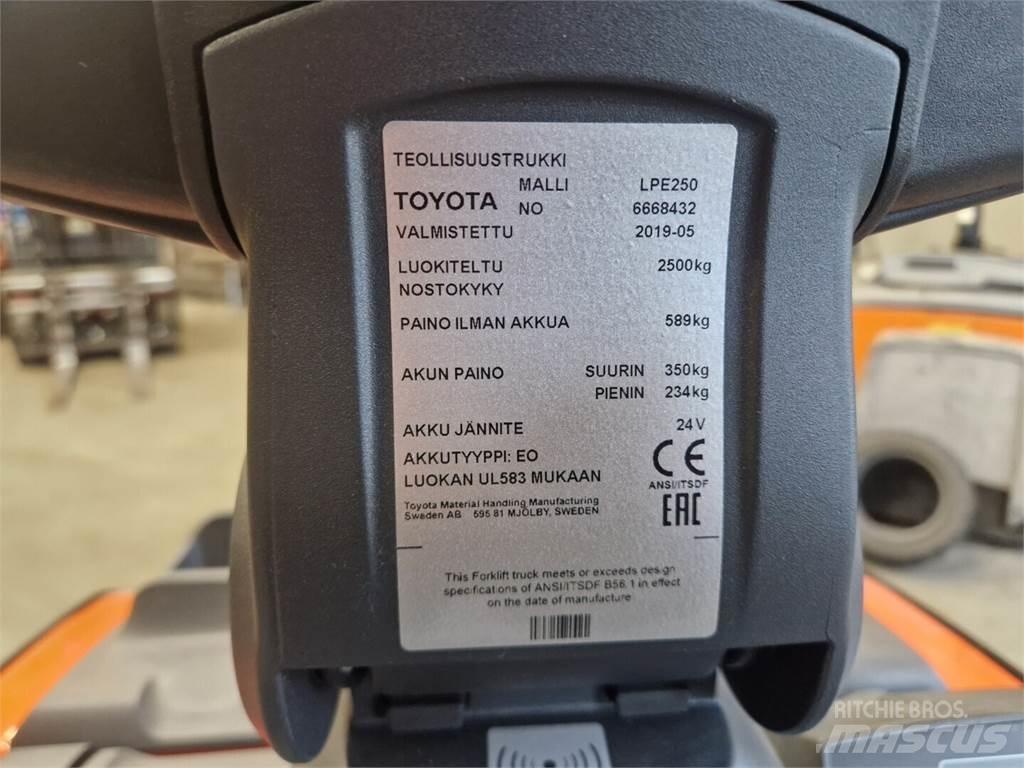 TEOLLISUUSTRUKKI
TOYOTA MALLI LPE250
NO 6668432
VALMISTETTU 2019-05
LUOKITELTU 2500kg
NOSTOKYKY
PAINO ILMAN AKKUA 589kg
AKUN PAINO SUURIN 350kg
PIENIN 234kg
AKKU JÄNNITE 24V
AKKUTYYPPI: EO
LUOKAN UL583 MUKAAN
CE
ANSI/ITSDF
Toyota Material Handling Manufacturing
Sweden AB 595 81 MJÖLBY, SWEDEN
EAC
This Forklift truck meets or exceeds design
specifications of ANSI/ITSDF B56.1 in effect
on the date of manufacture
RITCHIE BROS.
MASCUS